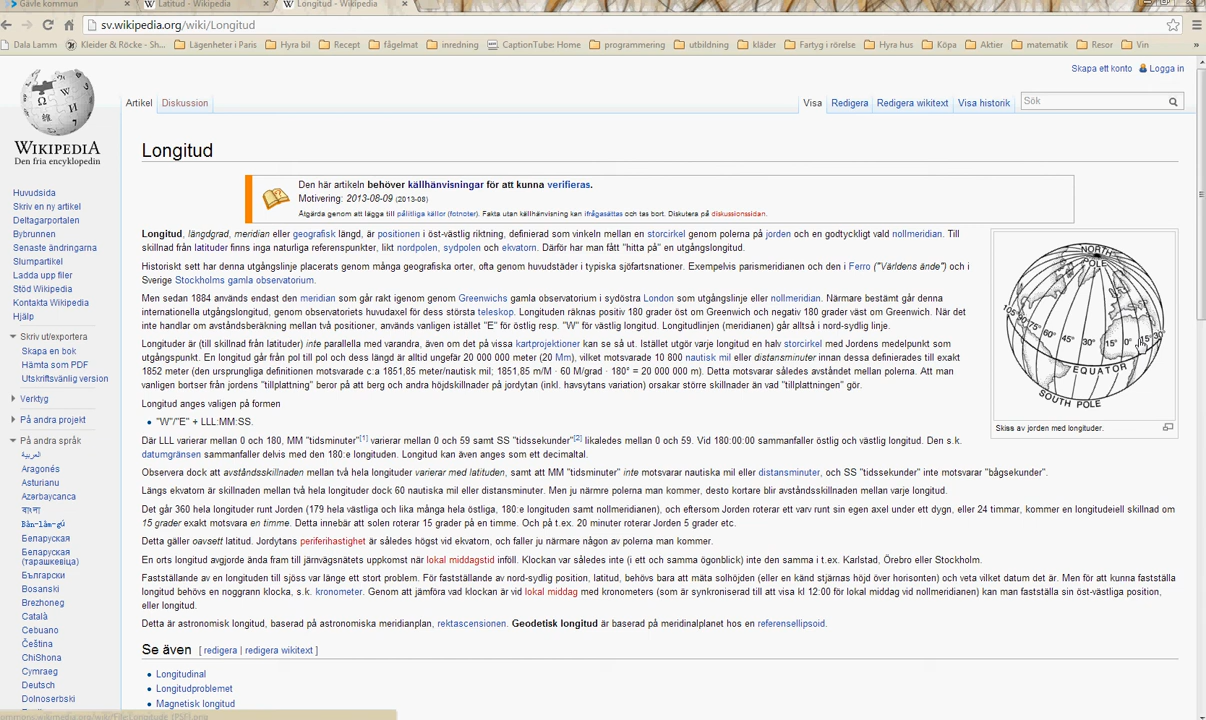 Gävle kommun
Latitud - Wikipedia
Longitud - Wikipedia
sv.wikipedia.org/wiki/Longitud
Dala Lamm
Kleider & Röcke - Sh...
Lägenheter i Paris
Hyra bil
Recept
fågelmat
inredning
CaptionTube: Home
programmering
utbildning
kläder
Fartyg i rörelse
Hyra hus
Köpa
Aktier
matematik
Resor
Vin
»
Skapa ett konto Logga in
Artikel Diskussion
Visa Redigera Redigera wikitext Visa historik
Sök
WIKIPEDIA
Den fria encyklopedin
Huvudsida
Skriv en ny artikel
Deltagarportalen
Bybrunnen
Senaste ändringarna
Slumpartikel
Ladda upp filer
Stöd Wikipedia
Kontakta Wikipedia
Hjälp
Skriv ut/exportera
Skapa en bok
Hämta som PDF
Utskriftsvänlig version
Verktyg
På andra projekt
På andra språk
العربية
Aragonés
Asturianu
Azərbaycanca
বাংলা
Bân-lâm-gú
Беларуская
Беларуская
(тарашкевіца)
Български
Bosanski
Brezhoneg
Català
Cebuano
Čeština
ChiShona
Cymraeg
Deutsch
Dolnoserbski
Longitud
Den här artikeln behöver källhänvisningar för att kunna verifieras.
Motivering: 2013-08-09 (2013-08)
Åtgärda genom att lägga till pålitliga källor (fotnoter). Fakta utan källhänvisning kan ifrågasättas och tas bort. Diskutera på diskussionssidan.
Longitud, längdgrad, meridian eller geografisk längd, är positionen i öst-västlig riktning, definierad som vinkeln mellan en storcirkel genom polerna på jorden och en godtyckligt vald nollmeridian. Till
skillnad från latituder finns inga naturliga referenspunkter, likt nordpolen, sydpolen och ekvatorn. Därför har man fått "hitta på" en utgångslongitud.
Historiskt sett har denna utgångslinje placerats genom många geografiska orter, ofta genom huvudstäder i typiska sjöfartsnationer. Exempelvis parismeridianen och den i Ferro ("Världens ände") och i
Sverige Stockholms gamla observatorium.
Men sedan 1884 används endast den meridian som går rakt igenom genom Greenwichs gamla observatorium i sydöstra London som utgångslinje eller nollmeridian. Närmare bestämt går denna
internationella utgångslongitud, genom observatoriets huvudaxel för dess största teleskop. Longituden räknas positiv 180 grader öst om Greenwich och negativ 180 grader väst om Greenwich. När det
inte handlar om avståndsberäkning mellan två positioner, används vanligen istället "E" för östlig resp. "W" för västlig longitud. Longitudlinjen (meridianen) går alltså i nord-sydlig linje.
Longituder är (till skillnad från latituder) inte parallella med varandra, även om det på vissa kartprojektioner kan se så ut. Istället utgör varje longitud en halv storcirkel med Jordens medelpunkt som
utgångspunkt. En longitud går från pol till pol och dess längd är alltid ungefär 20 000 000 meter (20 Mm), vilket motsvarade 10 800 nautisk mil eller distansminuter innan dessa definierades till exakt
1852 meter (den ursprungliga definitionen motsvarade c:a 1851,85 meter/nautisk mil; 1851,85 m/M · 60 M/grad · 180° = 20 000 000 m). Detta motsvarar således avståndet mellan polerna. Att man
vanligen bortser från jordens "tillplattning" beror på att berg och andra höjdskillnader på jordytan (inkl. havsytans variation) orsakar större skillnader än vad "tillplattningen" gör.
Longitud anges valigen på formen
"W"/"E" + LLL:MM:SS.
Där LLL varierar mellan 0 och 180, MM "tidsminuter"[1] varierar mellan 0 och 59 samt SS "tidssekunder"[2] likaledes mellan 0 och 59. Vid 180:00:00 sammanfaller östlig och västlig longitud. Den s.k.
datumgränsen sammanfaller delvis med den 180:e longituden. Longitud kan även anges som ett decimaltal.
Observera dock att avståndsskillnaden mellan två hela longituder varierar med latituden, samt att MM "tidsminuter" inte motsvarar nautiska mil eller distansminuter, och SS "tidssekunder" inte motsvarar "bågsekunder".
Längs ekvatorn är skillnaden mellan två hela longituder dock 60 nautiska mil eller distansminuter. Men ju närmre polerna man kommer, desto kortare blir avståndskillnaden mellan varje longitud.
Det går 360 hela longituder runt Jorden (179 hela västliga och lika många hela östliga, 180:e longituden samt nollmeridianen), och eftersom Jorden roterar ett varv runt sin egen axel under ett dygn, eller 24 timmar, kommer en longitudeiell skillnad om
15 grader exakt motsvara en timme. Detta innebär att solen roterar 15 grader på en timme. Och på t.ex. 20 minuter roterar Jorden 5 grader etc.
Detta gäller oavsett latitud. Jordytans periferihastighet är således högst vid ekvatorn, och faller ju närmare någon av polerna man kommer.
En orts longitud avgjorde ända fram till järnvägsnätets uppkomst när lokal middagstid inföll. Klockan var således inte (i ett och samma ögonblick) inte den samma i t.ex. Karlstad, Örebro eller Stockholm.
Fastställande av en longituden till sjöss var länge ett stort problem. För fastställande av nord-sydlig position, latitud, behövs bara att mäta solhöjden (eller en känd stjärnas höjd över horisonten) och veta vilket datum det är. Men för att kunna fastställa
longitud behövs en noggrann klocka, s.k. kronometer. Genom att jämföra vad klockan är vid lokal middag med kronometers (som är synkroniserad till att visa kl 12:00 för lokal middag vid nollmeridianen) kan man fastställa sin öst-västliga position,
eller longitud.
Detta är astronomisk longitud, baserad på astronomiska meridianplan, rektascensionen. Geodetisk longitud är baserad på meridinalplanet hos en referensellipsoid.
Se även [ redigera | redigera wikitext ]
Longitudinal
Longitudproblemet
Magnetisk longitud
NORTH
POLE
105° 90° 75° 60° 45° 30° 15° 0° 15° 30°
EQUATOR
SOUTH POLE
Skiss av jorden med longituder.